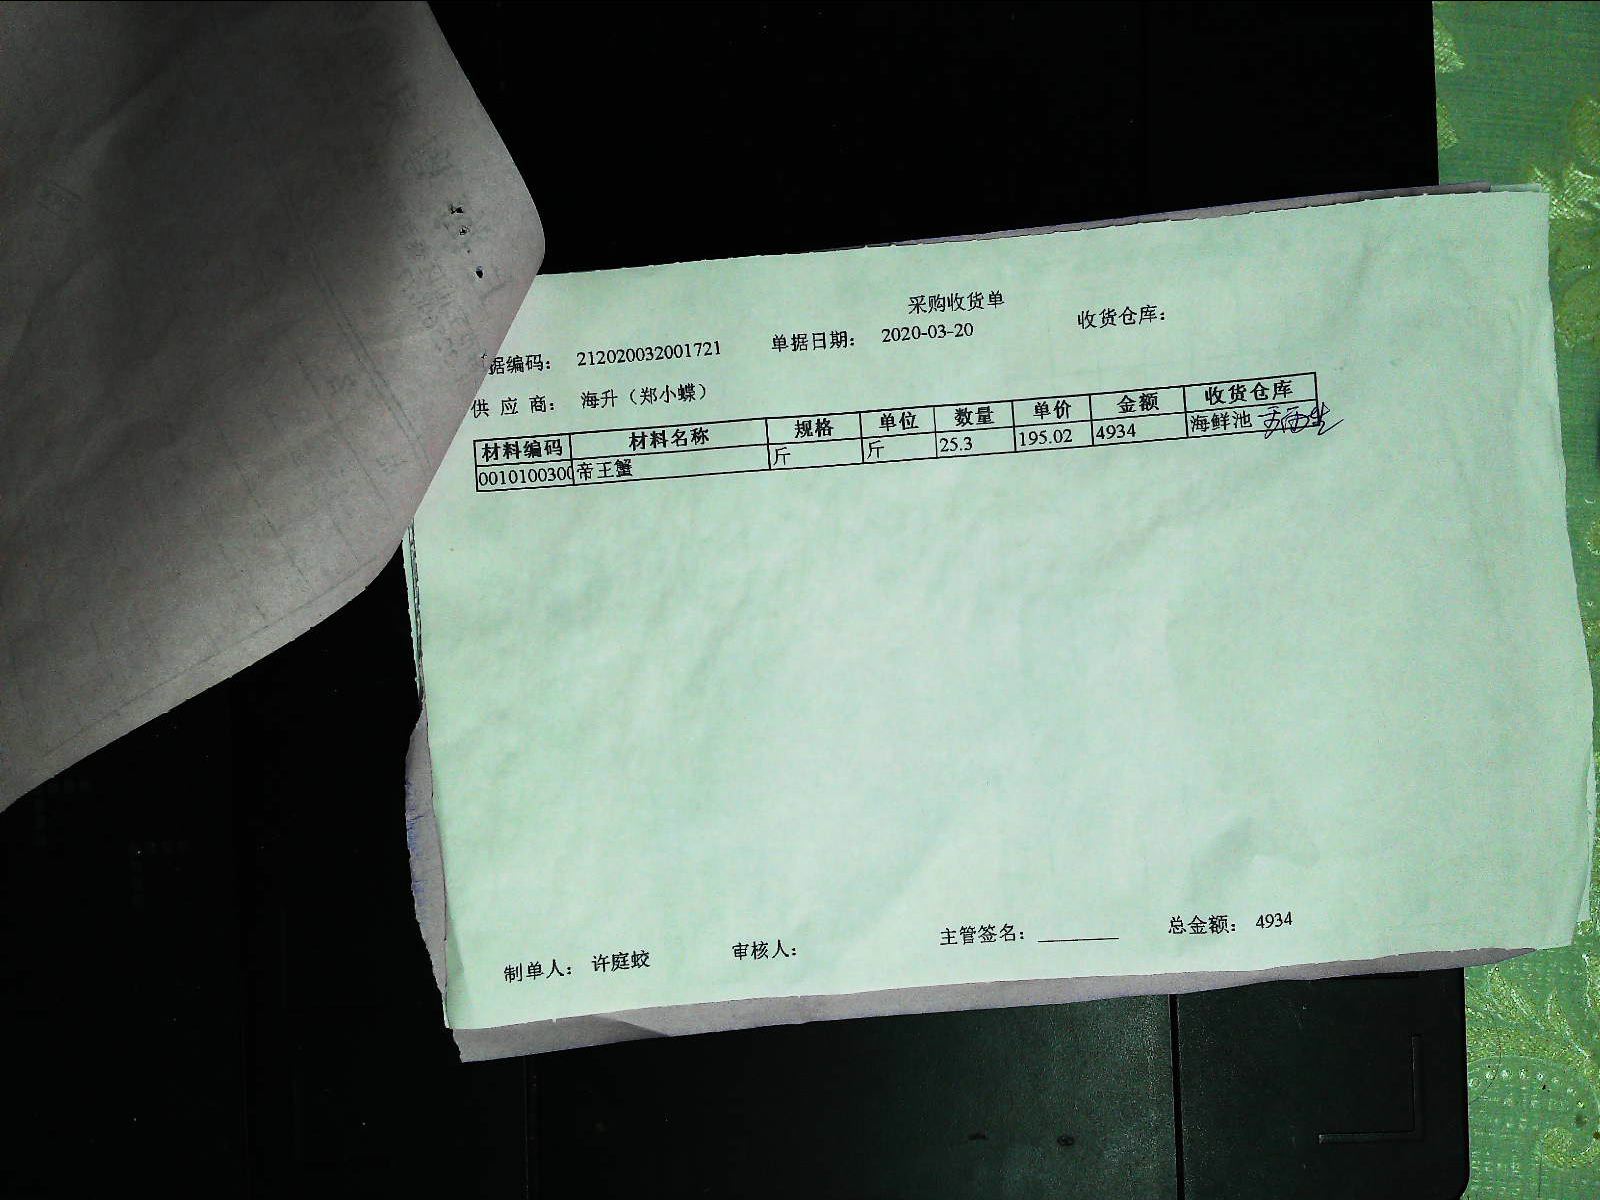 采购收货单
据编码： 212020032001721 单据日期： 2020-03-20 收货仓库：
供 应 商： 海升（郑小蝶）
材料编码 材料名称 规格 单位 数量 单价 金额 收货仓库
0010100300 帝王蟹 斤 斤 25.3 195.02 4934 海鲜池
制单人： 许庭蛟 审核人： 主管签名： 总金额： 4934